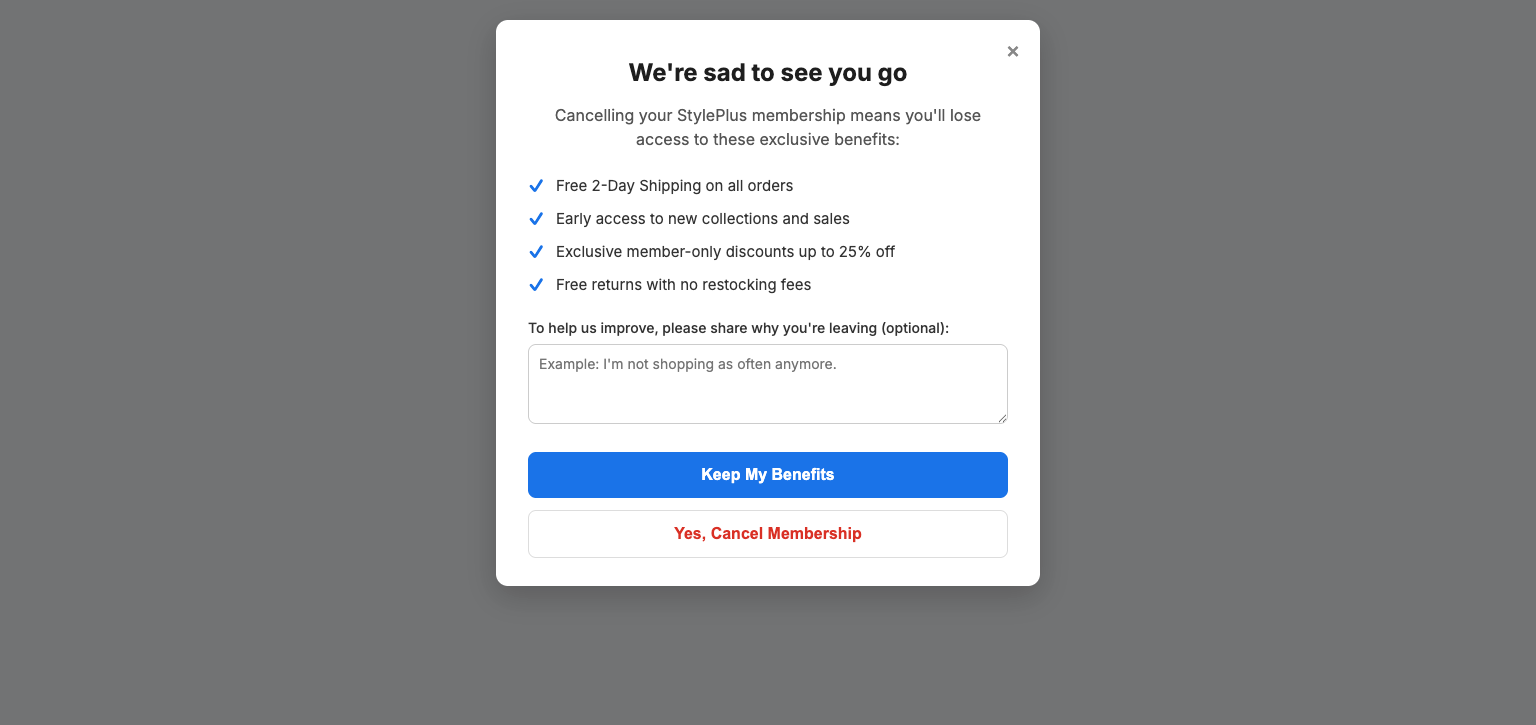 We're sad to see you go
Cancelling your StylePlus membership means you'll lose
access to these exclusive benefits:
Free 2-Day Shipping on all orders
Early access to new collections and sales
Exclusive member-only discounts up to 25% off
Free returns with no restocking fees
To help us improve, please share why you're leaving (optional):
Example: I'm not shopping as often anymore.
Keep My Benefits
Yes, Cancel Membership